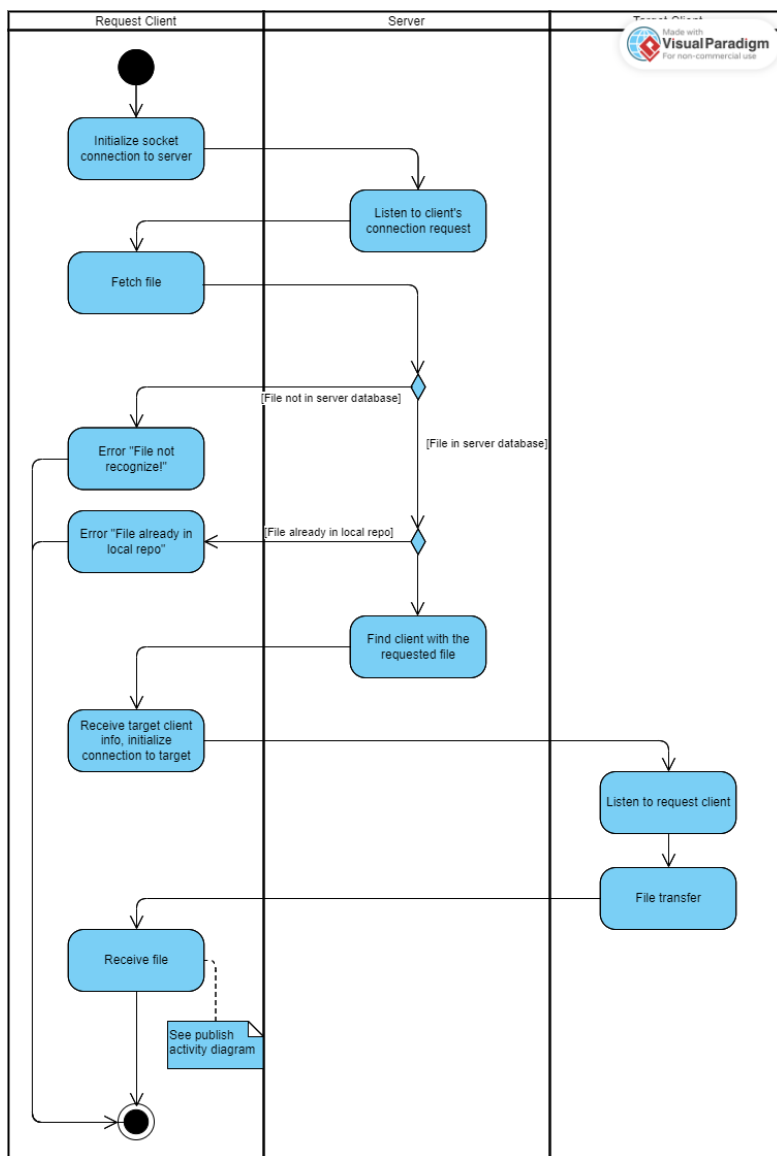 Request Client
Server
Target Client
Made with
Visual Paradigm
For non-commercial use
Initialize socket
connection to server
Listen to client's
connection request
Fetch file
[File not in server database]
[File in server database]
Error "File not
recognize!"
Error "File already in
local repo"
[File already in local repo]
Find client with the
requested file
Receive target client
info, initialize
connection to target
Listen to request client
File transfer
Receive file
See publish
activity diagram